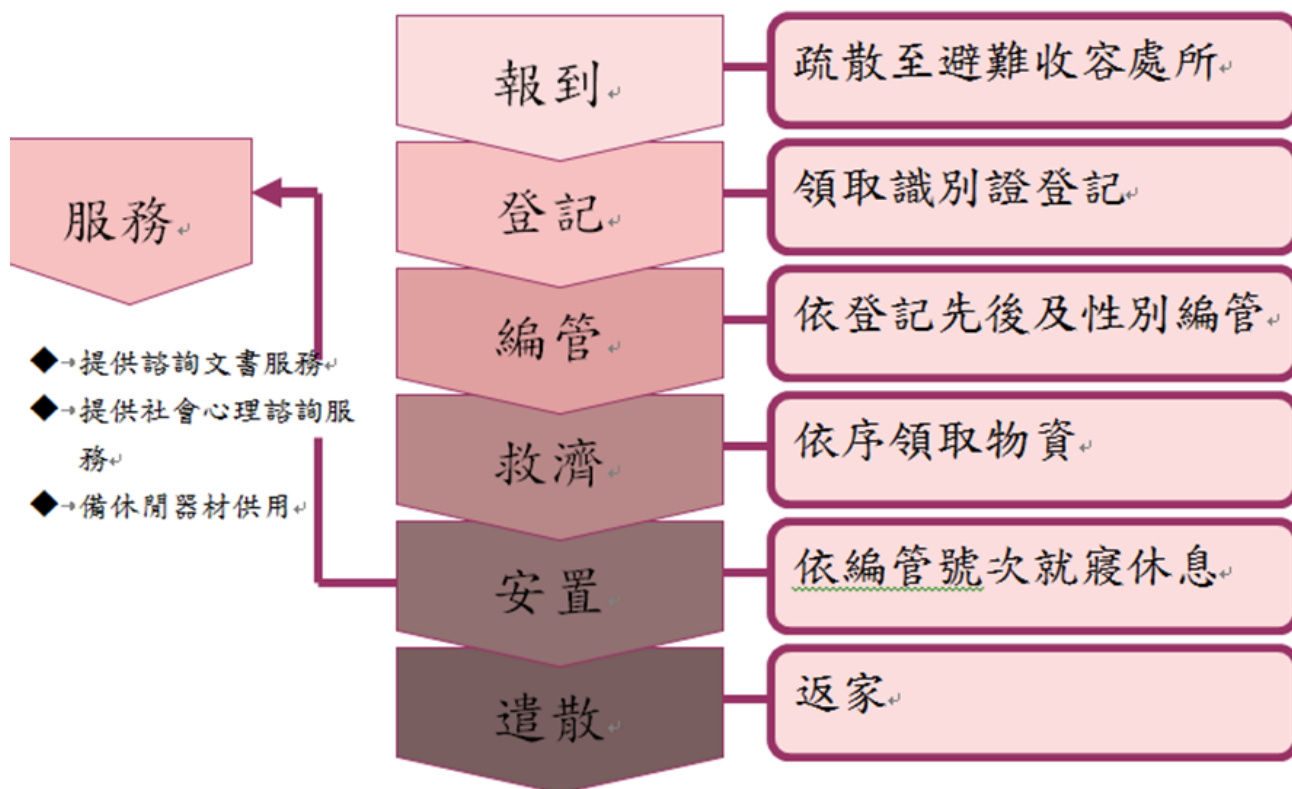 報到
疏散至避難收容處所
登記
領取識別證登記
編管
依登記先後及性別編管
救濟
依序領取物資
安置
依編管號次就寢休息
遣散
返家
服務
◆提供諮詢文書服務
◆提供社會心理諮詢服
務
◆備休閒器材供用